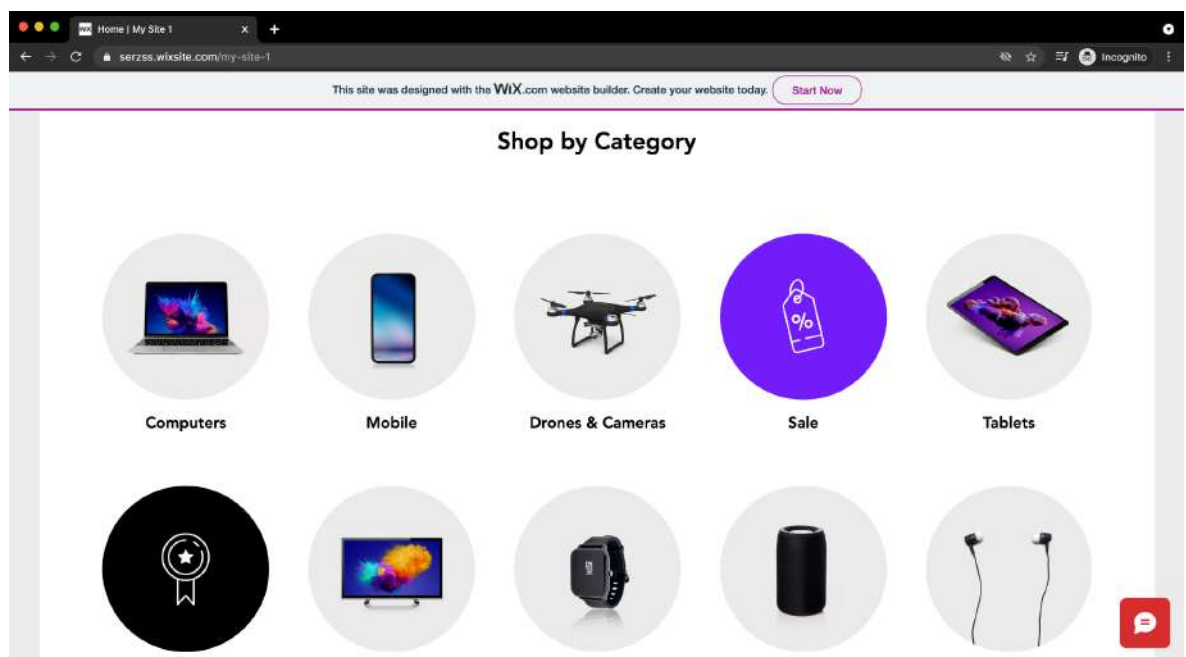 Home | My Site 1
serzss.wixsite.com/my-site-1
Incognito
This site was designed with the WiX.com website builder. Create your website today.
Start Now
Shop by Category
%
Computers
Mobile
Drones & Cameras
Sale
Tablets